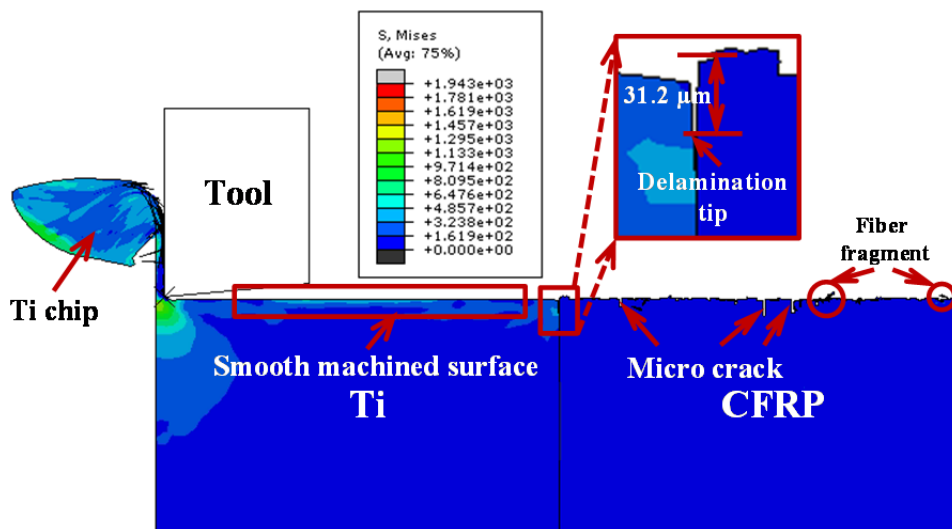 S, Mises
(Avg: 75%)
+1.943e+03
+1.781e+03
+1.619e+03
+1.457e+03
+1.295e+03
+1.133e+03
+9.714e+02
+8.095e+02
+6.476e+02
+4.857e+02
+3.238e+02
+1.619e+02
+0.000e+00
31.2 μm
Delamination
tip
Tool
Fiber
fragment
Ti chip
Smooth machined surface
Micro crack
Ti
CFRP